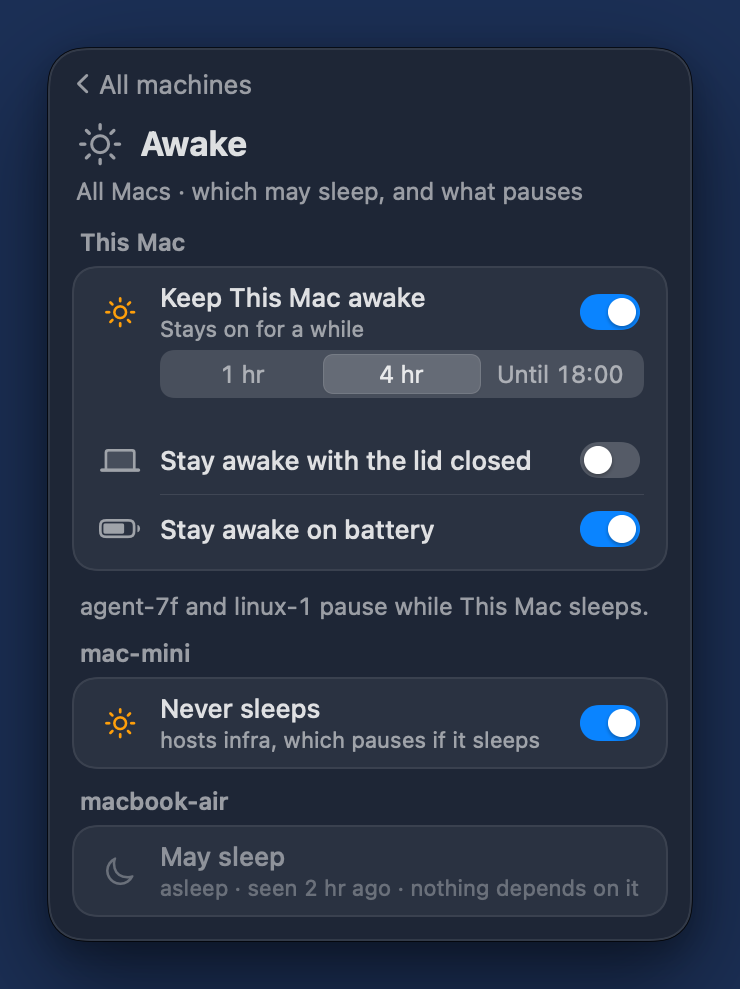 All machines
Awake
All Macs · which may sleep, and what pauses
This Mac
Keep This Mac awake
Stays on for a while
1 hr 4 hr Until 18:00
Stay awake with the lid closed
Stay awake on battery
agent-7f and linux-1 pause while This Mac sleeps.
mac-mini
Never sleeps
hosts infra, which pauses if it sleeps
macbook-air
May sleep
asleep · seen 2 hr ago · nothing depends on it